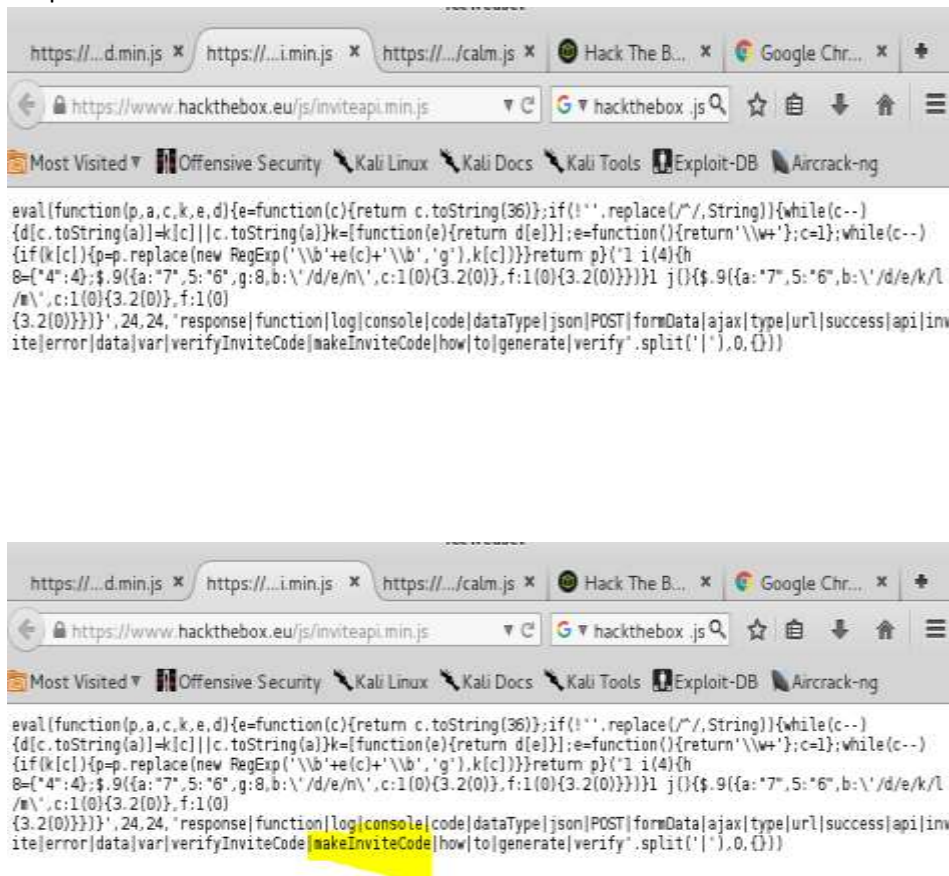 https://...d.min.js × https://...i.min.js × https://.../calm.js × Hack The B... × Google Chr... ×
https://www.hackthebox.eu/js/inviteapi.min.js hackthebox .js
Most Visited Offensive Security Kali Linux Kali Docs Kali Tools Exploit-DB Aircrack-ng
eval(function(p,a,c,k,e,d){e=function(c){return c.toString(36)};if(!''.replace(/^/,String)){while(c--)
{d[c.toString(a)]=k[c]||c.toString(a)}k=[function(e){return d[e]}];e=function(){return'\\w+'};c=1};while(c--)
{if(k[c]){p=p.replace(new RegExp('\\b'+e(c)+'\\b','g'),k[c])}}return p}('1 i(4){h
8={"4":4};$.9({a:"7",5:"6",g:8,b:\'/d/e/n\',c:1(0){3.2(0)},f:1(0){3.2(0)}})}1 j(){$.9({a:"7",5:"6",b:\'/d/e/k/l
/m\',c:1(0){3.2(0)},f:1(0)
{3.2(0)}})}',24,24,'response|function|log|console|code|dataType|json|POST|formData|ajax|type|url|success|api|inv
ite|error|data|var|verifyInviteCode|makeInviteCode|how|to|generate|verify'.split('|'),0,{}))
https://...d.min.js × https://...i.min.js × https://.../calm.js × Hack The B... × Google Chr... ×
https://www.hackthebox.eu/js/inviteapi.min.js hackthebox .js
Most Visited Offensive Security Kali Linux Kali Docs Kali Tools Exploit-DB Aircrack-ng
eval(function(p,a,c,k,e,d){e=function(c){return c.toString(36)};if(!''.replace(/^/,String)){while(c--)
{d[c.toString(a)]=k[c]||c.toString(a)}k=[function(e){return d[e]}];e=function(){return'\\w+'};c=1};while(c--)
{if(k[c]){p=p.replace(new RegExp('\\b'+e(c)+'\\b','g'),k[c])}}return p}('1 i(4){h
8={"4":4};$.9({a:"7",5:"6",g:8,b:\'/d/e/n\',c:1(0){3.2(0)},f:1(0){3.2(0)}})}1 j(){$.9({a:"7",5:"6",b:\'/d/e/k/l
/m\',c:1(0){3.2(0)},f:1(0)
{3.2(0)}})}',24,24,'response|function|log|console|code|dataType|json|POST|formData|ajax|type|url|success|api|inv
ite|error|data|var|verifyInviteCode|makeInviteCode|how|to|generate|verify'.split('|'),0,{}))